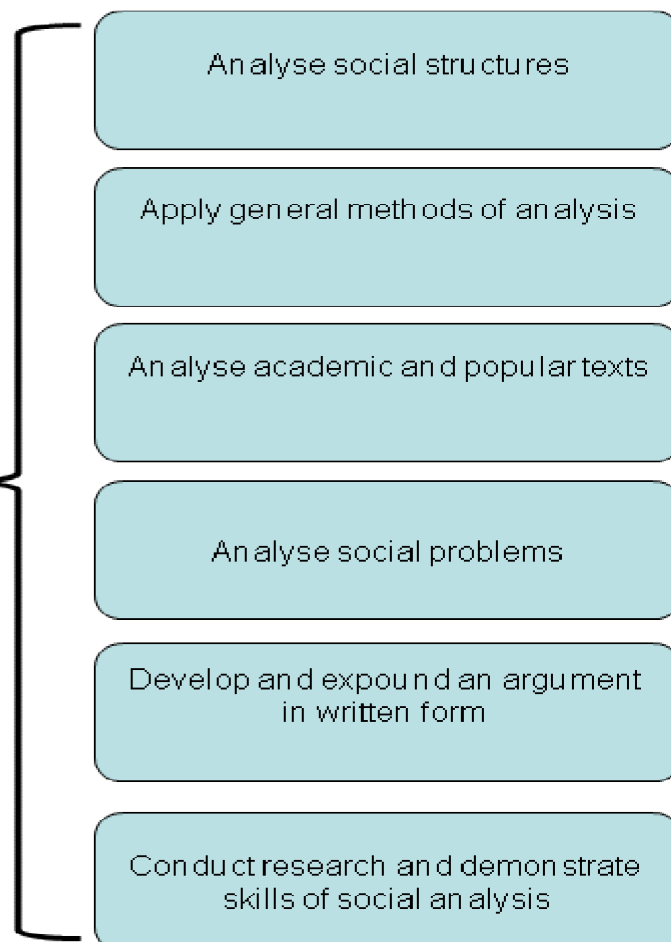 Analyse social structures
Apply general methods of analysis
Analyse academic and popular texts
Analyse social problems
Develop and expound an argument
in written form
Conduct research and demonstrate
skills of social analysis